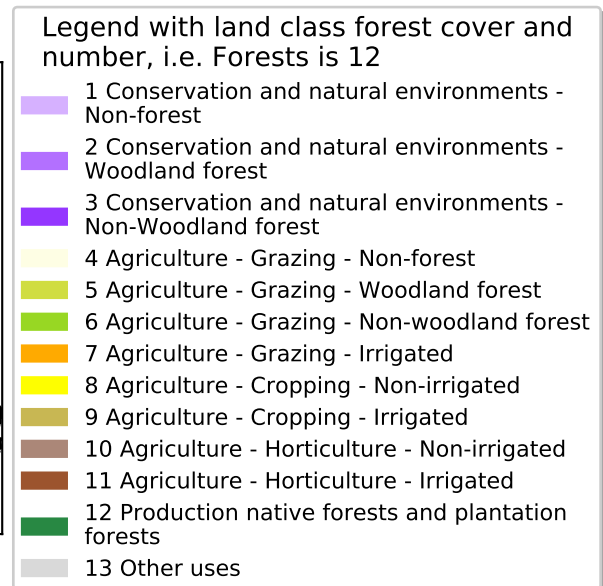 Legend with land class forest cover and
number, i.e. Forests is 12
1 Conservation and natural environments -
Non-forest
2 Conservation and natural environments -
Woodland forest
3 Conservation and natural environments -
Non-Woodland forest
4 Agriculture - Grazing - Non-forest
5 Agriculture - Grazing - Woodland forest
6 Agriculture - Grazing - Non-woodland forest
7 Agriculture - Grazing - Irrigated
8 Agriculture - Cropping - Non-irrigated
9 Agriculture - Cropping - Irrigated
10 Agriculture - Horticulture - Non-irrigated
11 Agriculture - Horticulture - Irrigated
12 Production native forests and plantation
forests
13 Other uses